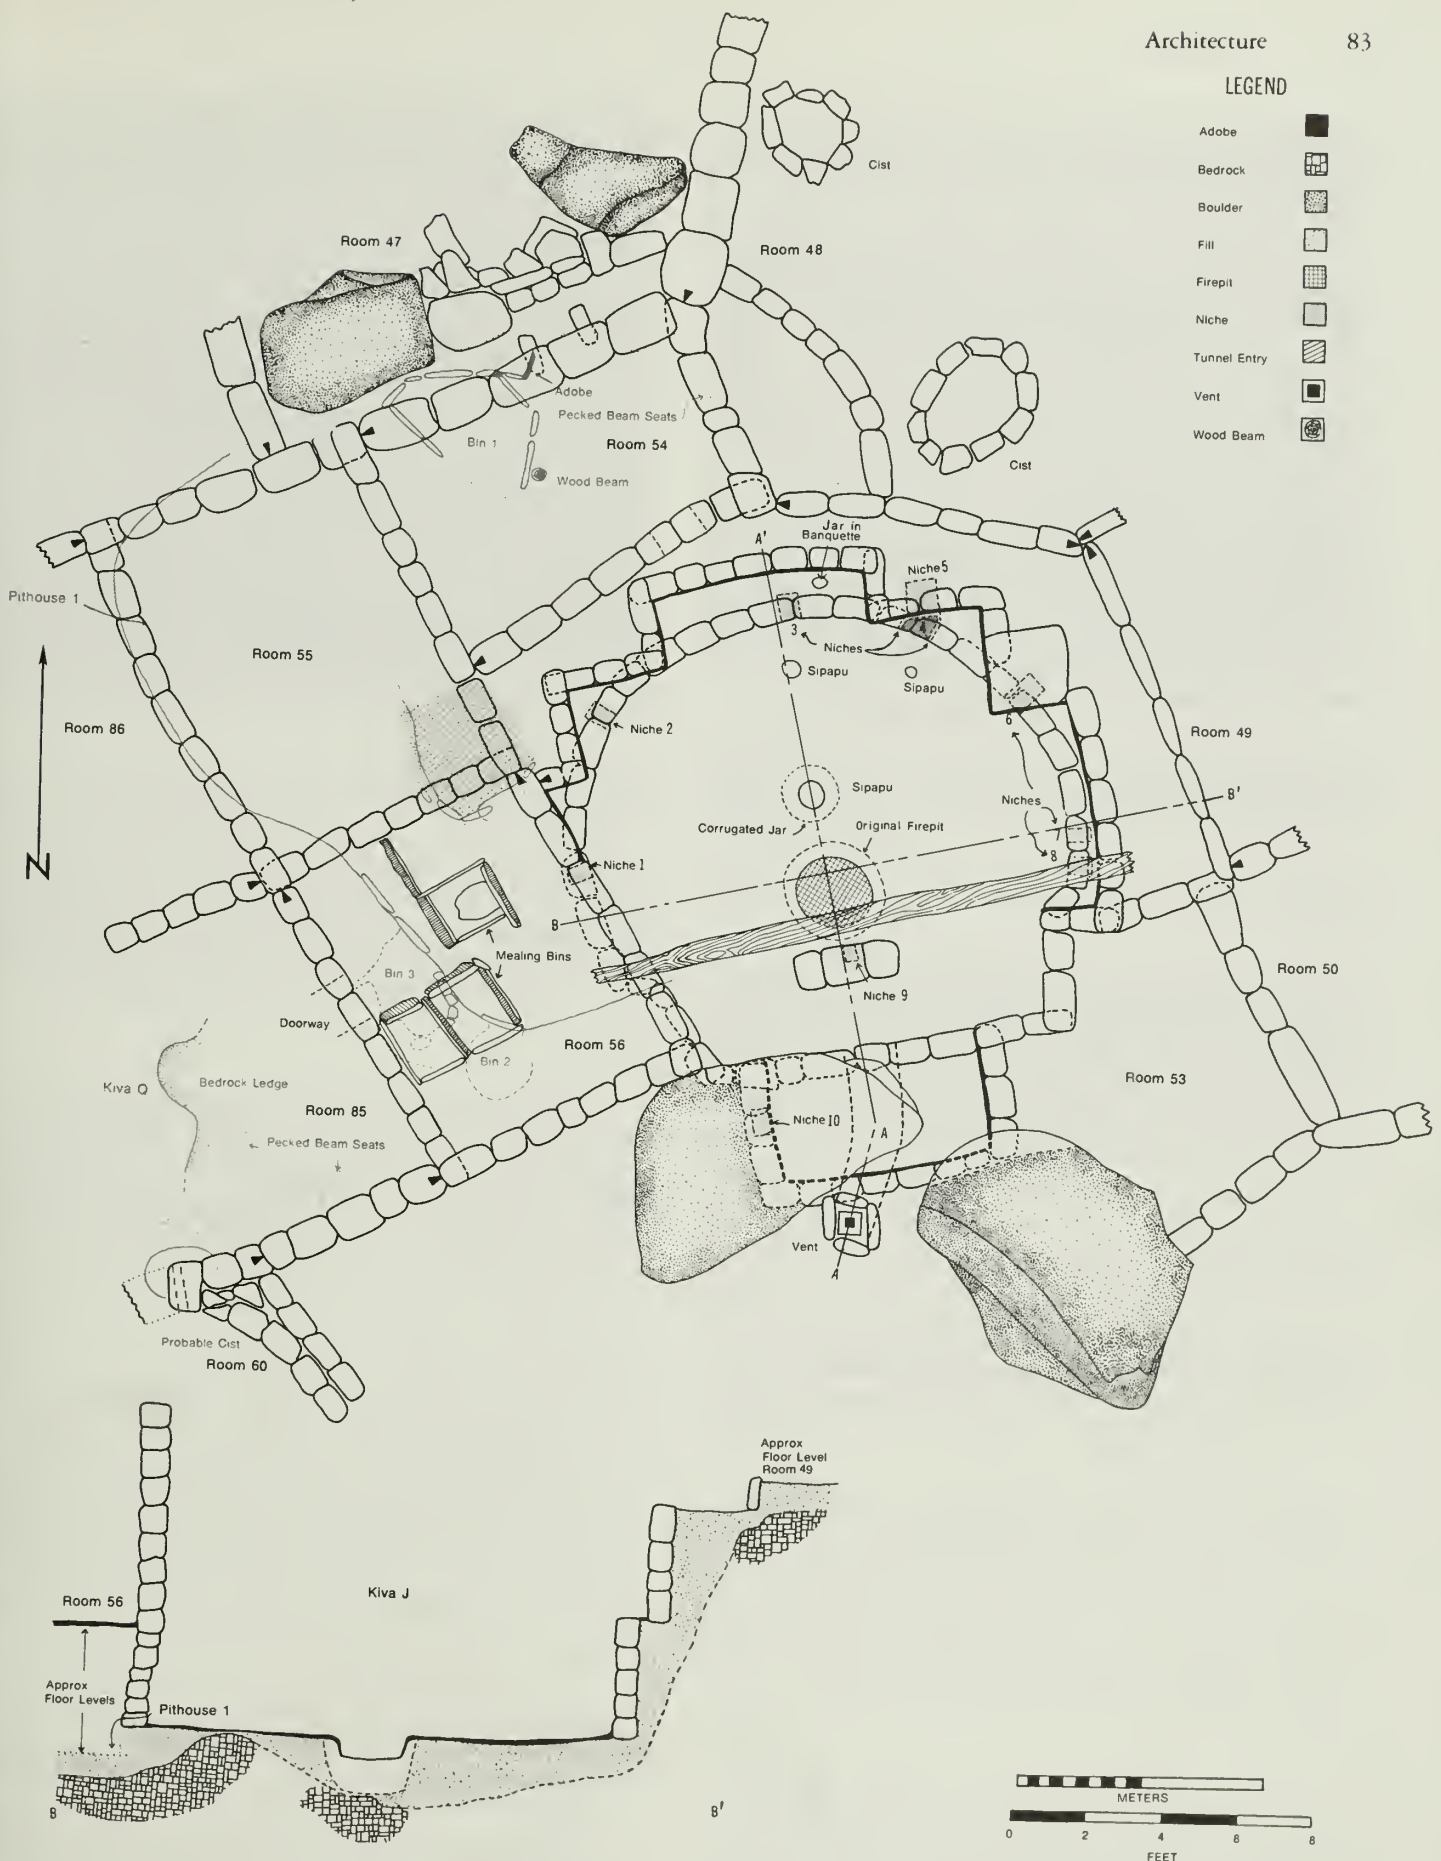 Architecture 83
LEGEND
Adobe
Bedrock
Boulder
Fill
Firepit
Niche
Tunnel Entry
Vent
Wood Beam
Cist
Room 47
Room 48
Adobe
Pecked Beam Seats
Bin 1
Room 54
Wood Beam
Cist
Jar in
Banquette
A'
Niche 5
Pithouse 1
3
4
Niches
Room 55
Sipapu
Sipapu
6
Room 86
Niche 2
Room 49
Sipapu
Niches
B'
Corrugated Jar
Original Firepit
7
8
Niche 1
N
B
Mealing Bins
Bin 3
Room 50
Niche 9
Doorway
Room 56
Bin 2
Kiva Q
Bedrock Ledge
Room 53
Room 85
Niche 10
A
Pecked Beam Seats
Vent
A
Probable Cist
Room 60
Approx
Floor Level
Room 49
Kiva J
Room 56
Approx
Floor Levels
Pithouse 1
B
B'
METERS
0 2 4 6 8
FEET